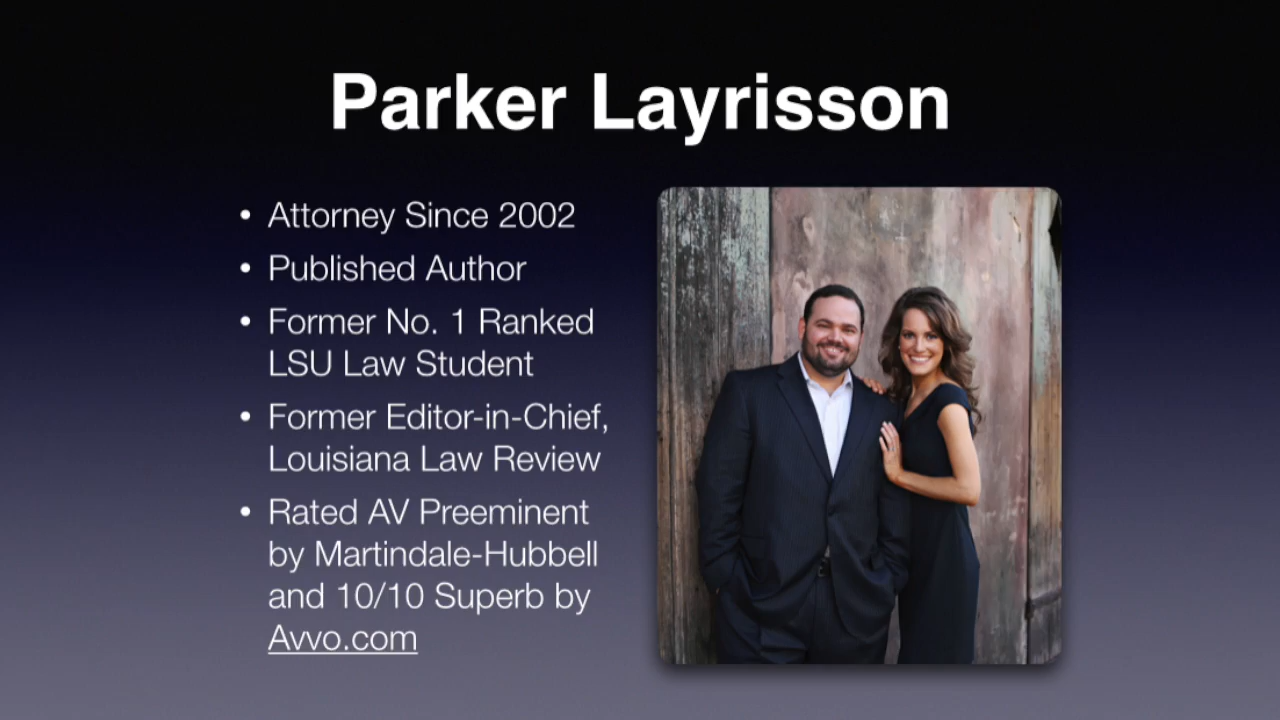 Parker Layrisson
• Attorney Since 2002
• Published Author
• Former No. 1 Ranked
LSU Law Student
• Former Editor-in-Chief,
Louisiana Law Review
• Rated AV Preeminent
by Martindale-Hubbell
and 10/10 Superb by
Avvo.com